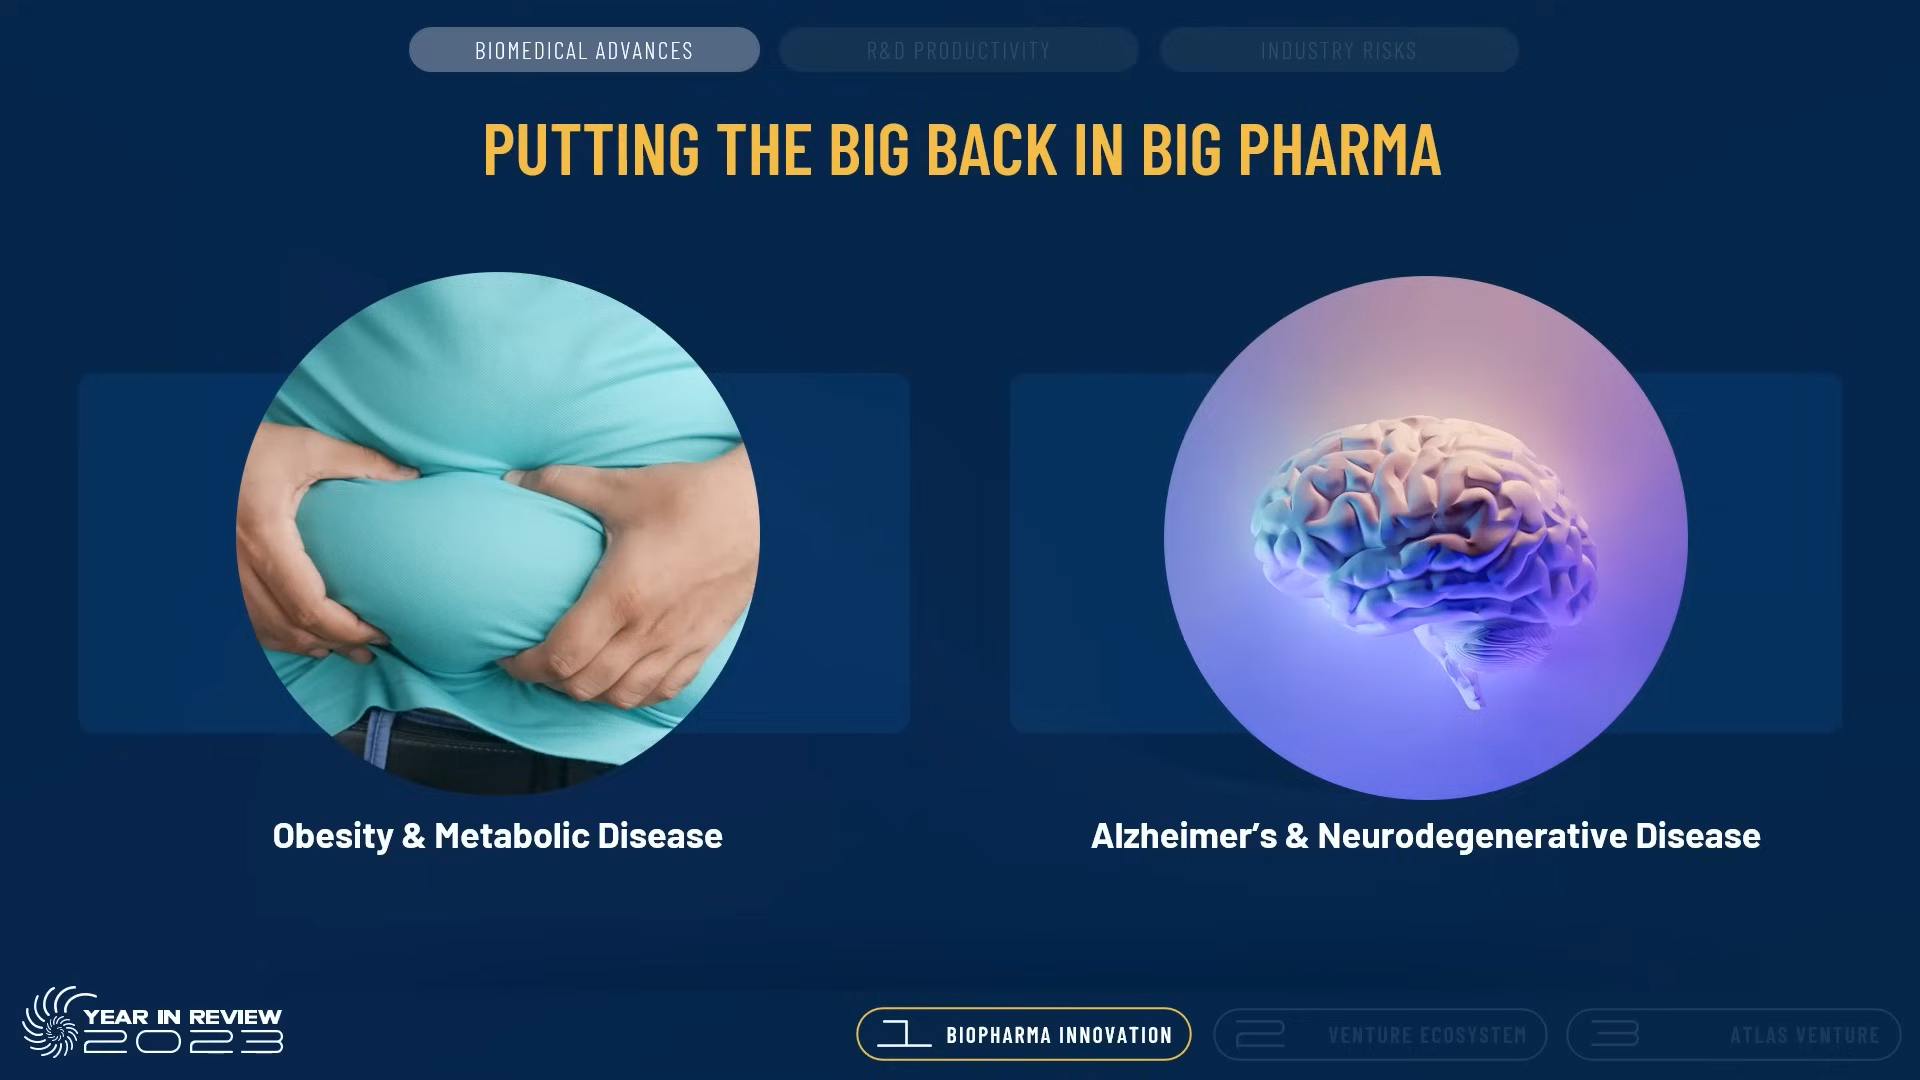 BIOMEDICAL ADVANCES
R&D PRODUCTIVITY
INDUSTRY RISKS
PUTTING THE BIG BACK IN BIG PHARMA
Obesity & Metabolic Disease
Alzheimer’s & Neurodegenerative Disease
YEAR IN REVIEW
2023
1 BIOPHARMA INNOVATION
2 VENTURE ECOSYSTEM
3 ATLAS VENTURE